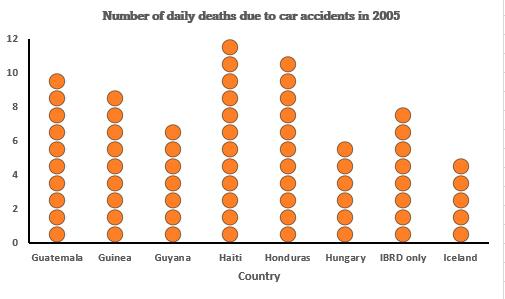 Number of daily deaths due to car accidents in 2005
12
10
8
6
4
2
0
Guatemala Guinea Guyana Haiti Honduras Hungary IBRD only Iceland
Country